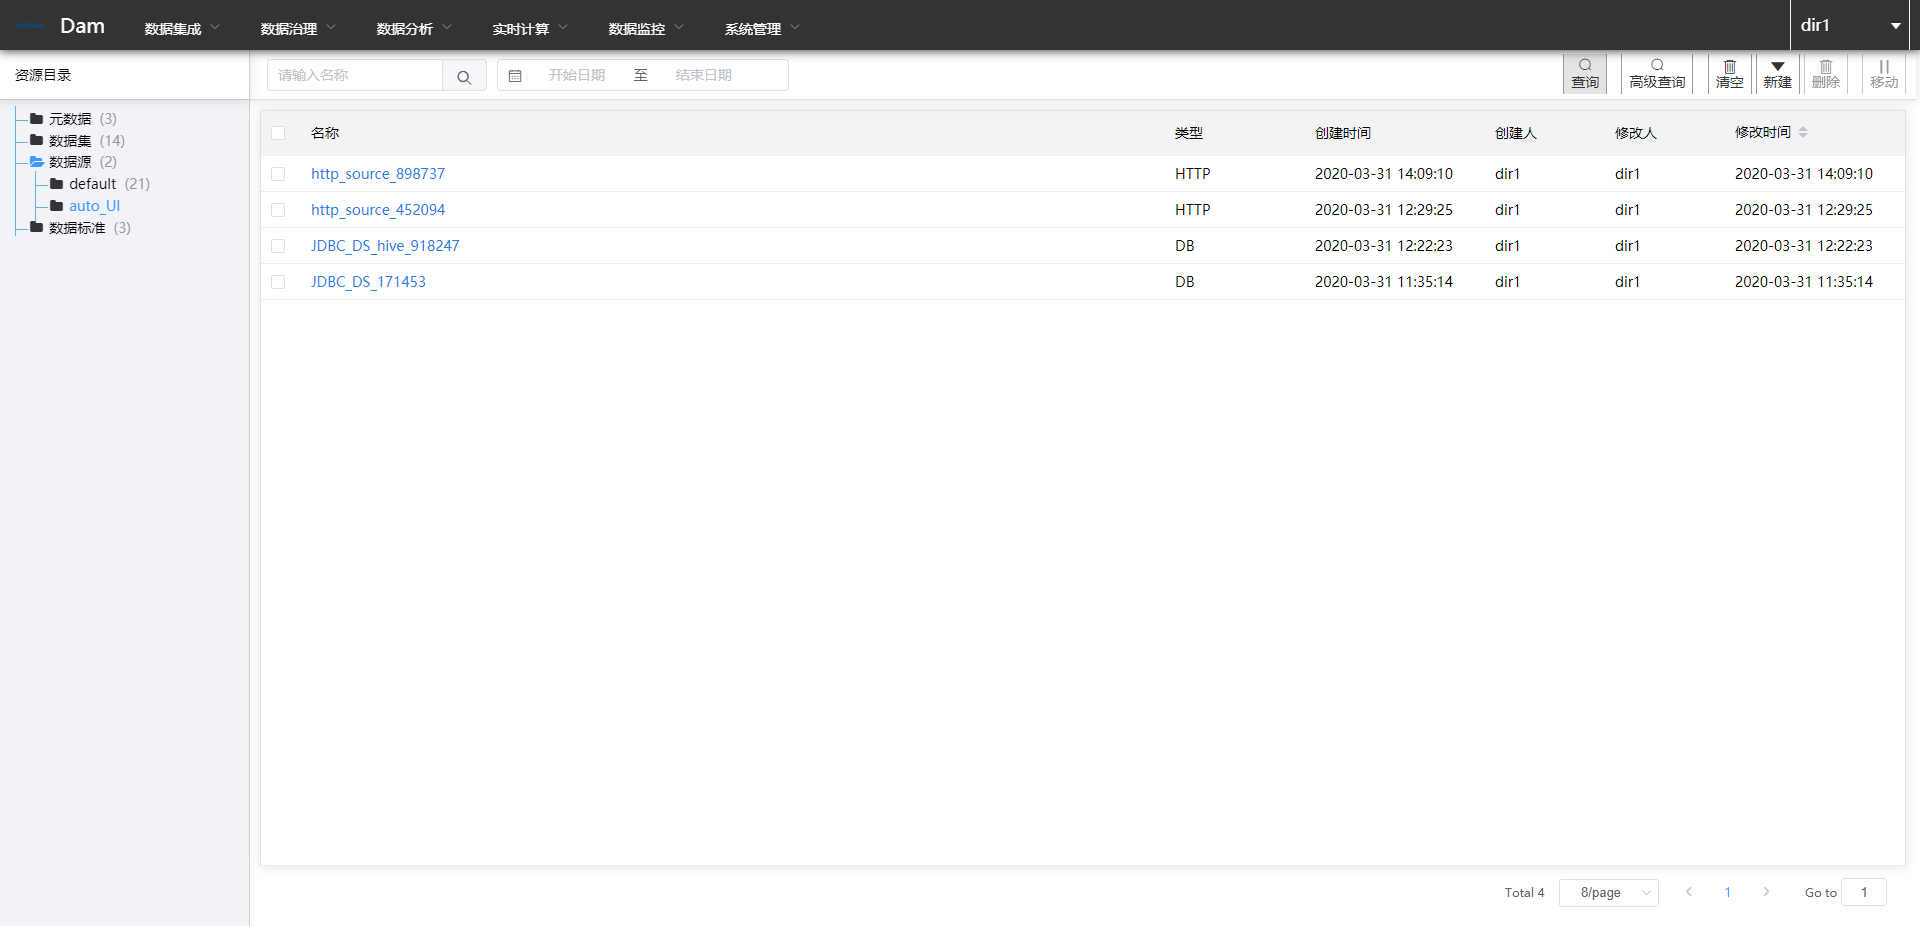 Dam 数据集成 数据治理 数据分析 实时计算 数据监控 系统管理 dir1
资源目录
请输入名称 开始日期 至 结束日期 查询 高级查询 清空 新建 删除 移动
元数据 (3)
数据集 (14)
数据源 (2)
default (21)
auto_UI
数据标准 (3)
名称 类型 创建时间 创建人 修改人 修改时间
http_source_898737 HTTP 2020-03-31 14:09:10 dir1 dir1 2020-03-31 14:09:10
http_source_452094 HTTP 2020-03-31 12:29:25 dir1 dir1 2020-03-31 12:29:25
JDBC_DS_hive_918247 DB 2020-03-31 12:22:23 dir1 dir1 2020-03-31 12:22:23
JDBC_DS_171453 DB 2020-03-31 11:35:14 dir1 dir1 2020-03-31 11:35:14
Total 4 8/page 1 Go to 1